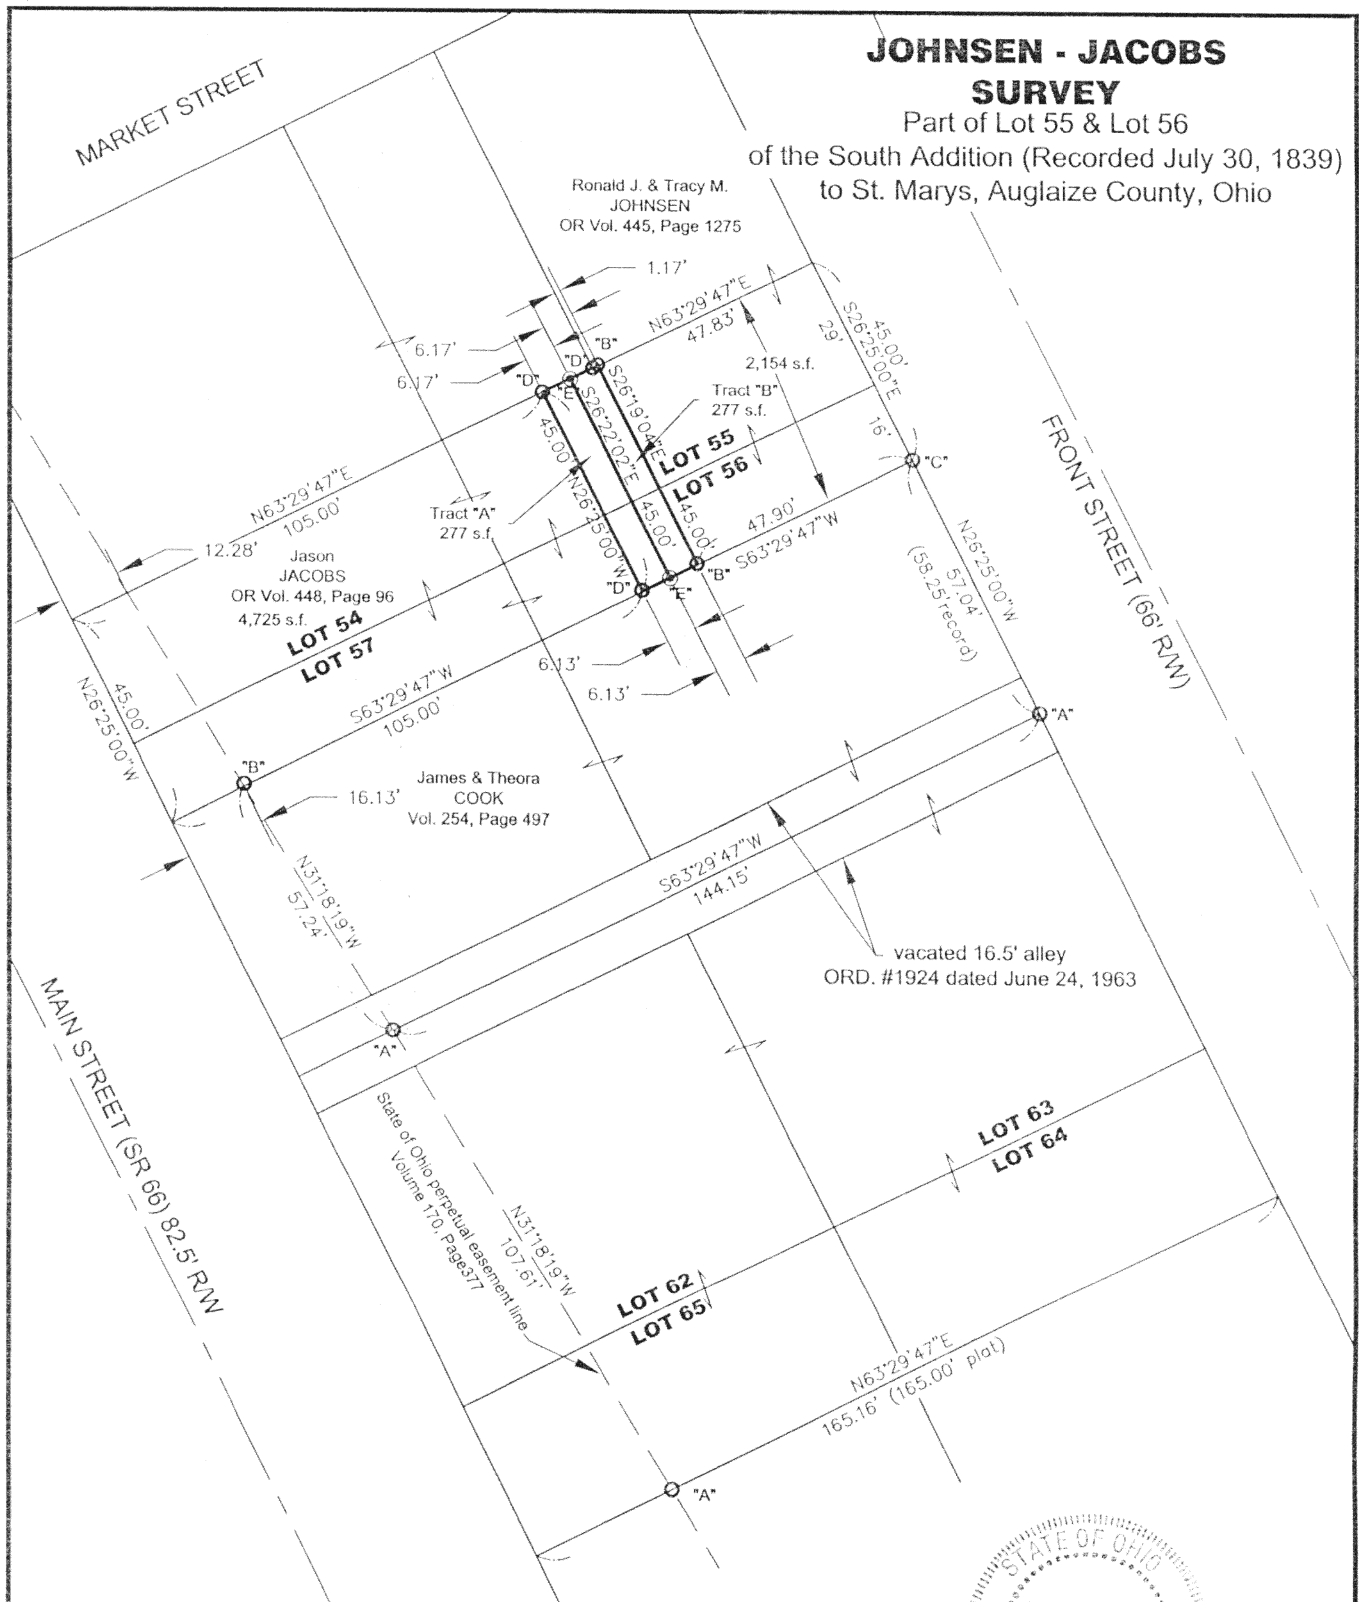 JOHNSEN - JACOBS
SURVEY
Part of Lot 55 & Lot 56
of the South Addition (Recorded July 30, 1839)
to St. Marys, Auglaize County, Ohio
MARKET STREET
Ronald J. & Tracy M.
JOHNSEN
OR Vol. 445, Page 1275
1.17'
6.17'
6.17'
"D"
"D"
"B"
"E"
N63°29'47"E
47.83'
2,154 s.f.
45.00'
S26°25'00"E
29'
16'
Tract "B"
277 s.f.
S26°19'04"E
45.00'
S26°22'02"E
45.00'
45.00'
N26°25'00"W
LOT 55
LOT 56
FRONT STREET (66' R/W)
"C"
47.90'
S63°29'47"W
N63°29'47"E
105.00'
Tract "A"
277 s.f.
12.28'
Jason
JACOBS
OR Vol. 448, Page 96
4,725 s.f.
LOT 54
LOT 57
"D"
"E"
"B"
N26°25'00"W
57.04'
(58.25'record)
6.13'
6.13'
S63°29'47"W
105.00'
45.00'
N26°25'00"W
"B"
16.13'
James & Theora
COOK
Vol. 254, Page 497
"A"
N31°18'19"W
57.24'
S63°29'47"W
144.15'
vacated 16.5' alley
ORD. #1924 dated June 24, 1963
MAIN STREET (SR 66) 82.5' R/W
"A"
State of Ohio perpetual easement line
Volume 170, Page377
N31°18'19"W
107.61'
LOT 63
LOT 64
LOT 62
LOT 65
N63°29'47"E
165.16' (165.00' plat)
"A"
STATE OF OHIO